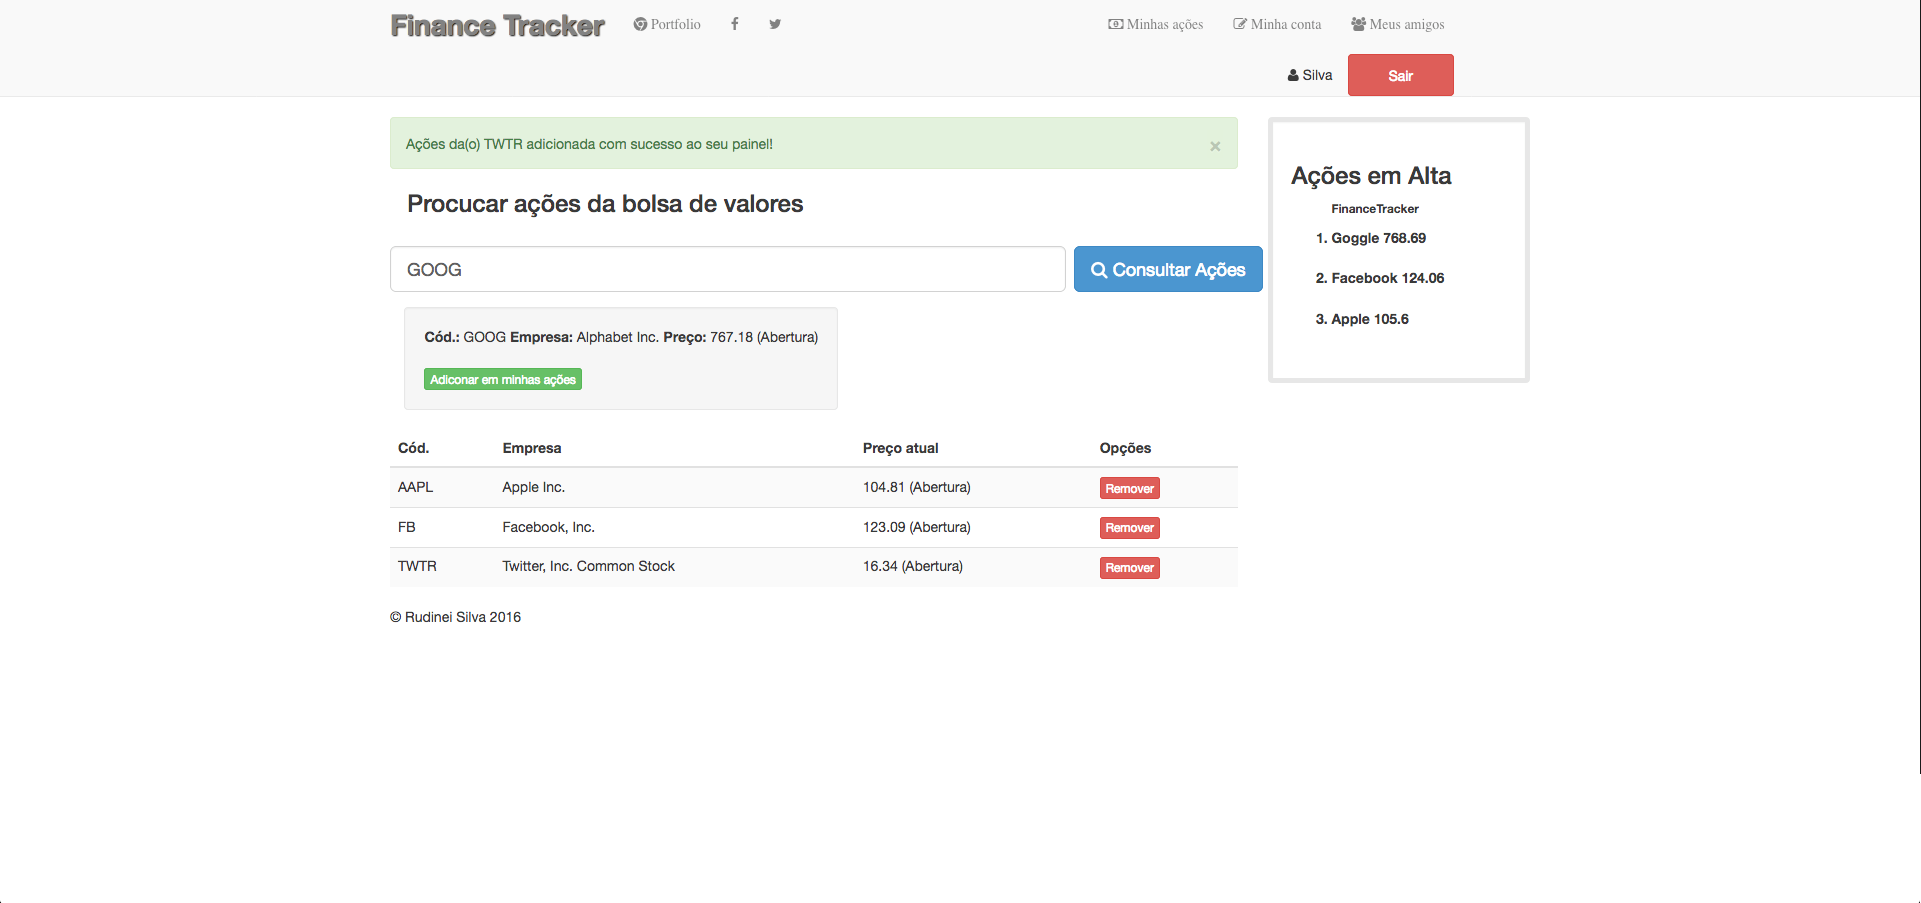 Finance Tracker Portfolio Minhas ações Minha conta Meus amigos
Silva Sair
Ações da(o) TWTR adicionada com sucesso ao seu painel! ×
Procucar ações da bolsa de valores
GOOG Consultar Ações
Cód.: GOOG Empresa: Alphabet Inc. Preço: 767.18 (Abertura)
Adiconar em minhas ações
Cód. Empresa Preço atual Opções
AAPL Apple Inc. 104.81 (Abertura) Remover
FB Facebook, Inc. 123.09 (Abertura) Remover
TWTR Twitter, Inc. Common Stock 16.34 (Abertura) Remover
© Rudinei Silva 2016
Ações em Alta
FinanceTracker
1. Goggle 768.69
2. Facebook 124.06
3. Apple 105.6